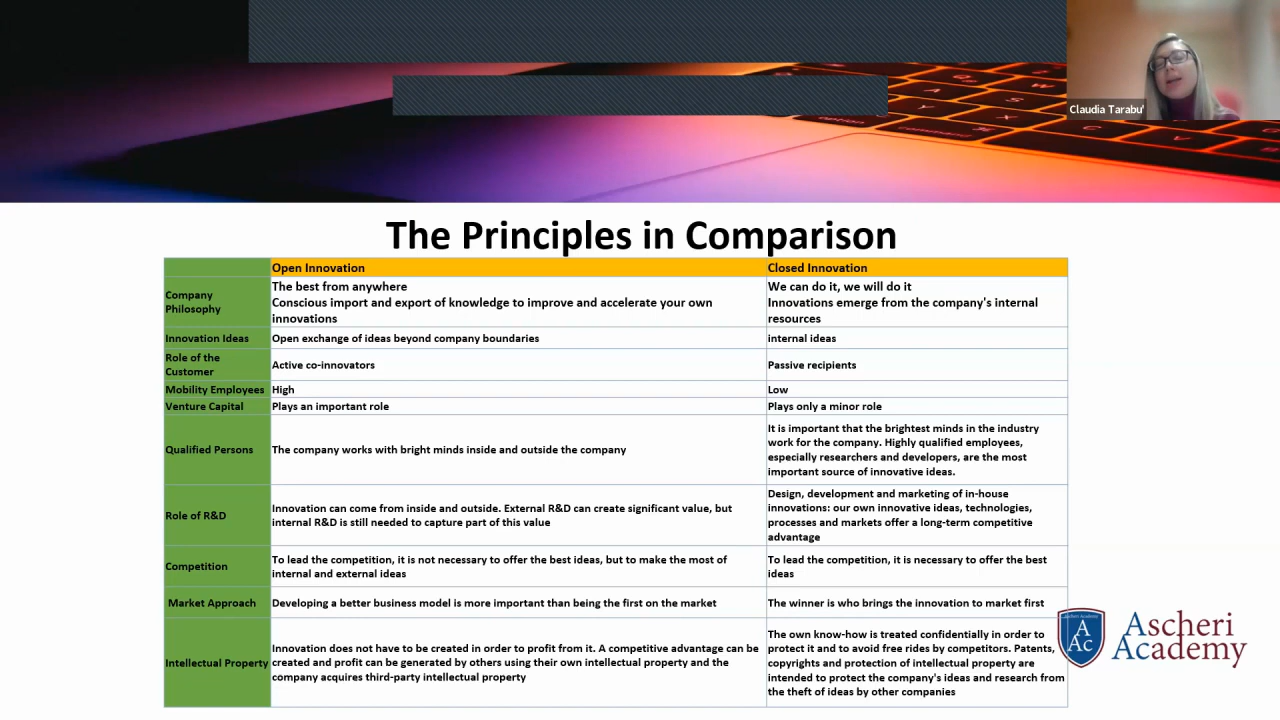 Claudia Tarabu'
option
command
The Principles in Comparison
Open Innovation
Closed Innovation
Company
Philosophy
The best from anywhere
Conscious import and export of knowledge to improve and accelerate your own
innovations
We can do it, we will do it
Innovations emerge from the company's internal
resources
Innovation Ideas
Open exchange of ideas beyond company boundaries
internal ideas
Role of the
Customer
Active co-innovators
Passive recipients
Mobility Employees
High
Low
Venture Capital
Plays an important role
Plays only a minor role
Qualified Persons
The company works with bright minds inside and outside the company
It is important that the brightest minds in the industry
work for the company. Highly qualified employees,
especially researchers and developers, are the most
important source of innovative ideas.
Role of R&D
Innovation can come from inside and outside. External R&D can create significant value, but
internal R&D is still needed to capture part of this value
Design, development and marketing of in-house
innovations: our own innovative ideas, technologies,
processes and markets offer a long-term competitive
advantage
Competition
To lead the competition, it is not necessary to offer the best ideas, but to make the most of
internal and external ideas
To lead the competition, it is necessary to offer the best
ideas
Market Approach
Developing a better business model is more important than being the first on the market
The winner is who brings the innovation to market first
Intellectual Property
Innovation does not have to be created in order to profit from it. A competitive advantage can be
created and profit can be generated by others using their own intellectual property and the
company acquires third-party intellectual property
The own know-how is treated confidentially in order to
protect it and to avoid free rides by competitors. Patents,
copyrights and protection of intellectual property are
intended to protect the company's ideas and research from
the theft of ideas by other companies
A
Ac
Ascheri
Academy